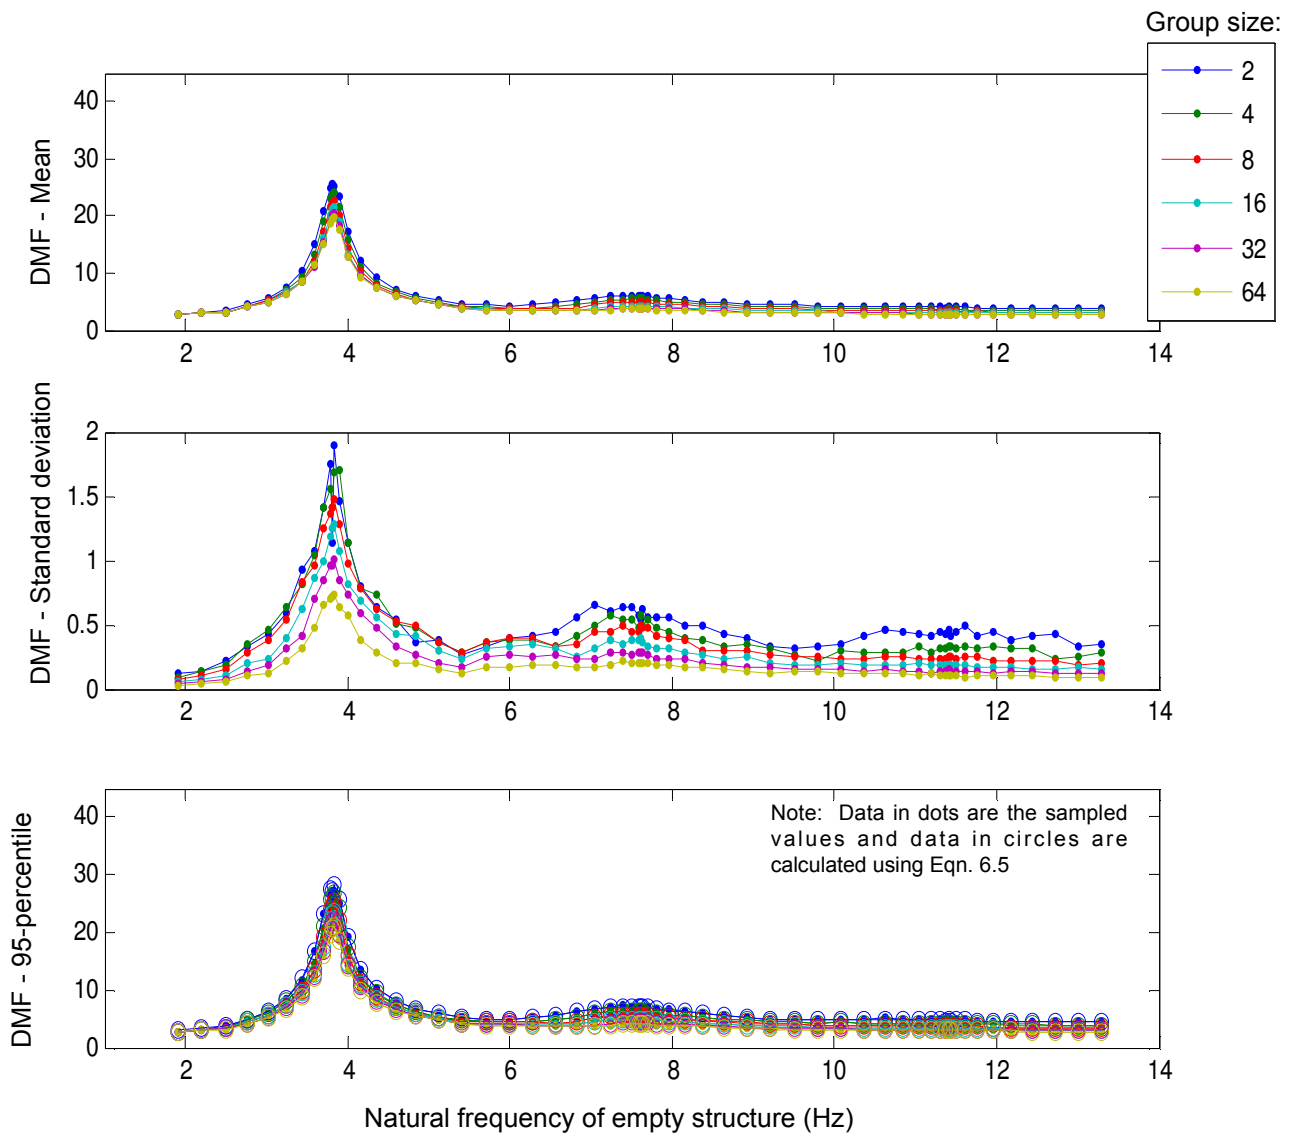 Group size:
2
4
8
16
32
64
DMF - Mean
40
30
20
10
0
2 4 6 8 10 12 14
DMF - Standard deviation
2
1.5
1
0.5
0
2 4 6 8 10 12 14
DMF - 95-percentile
40
30
20
10
0
Note: Data in dots are the sampled
values and data in circles are
calculated using Eqn. 6.5
2 4 6 8 10 12 14
Natural frequency of empty structure (Hz)